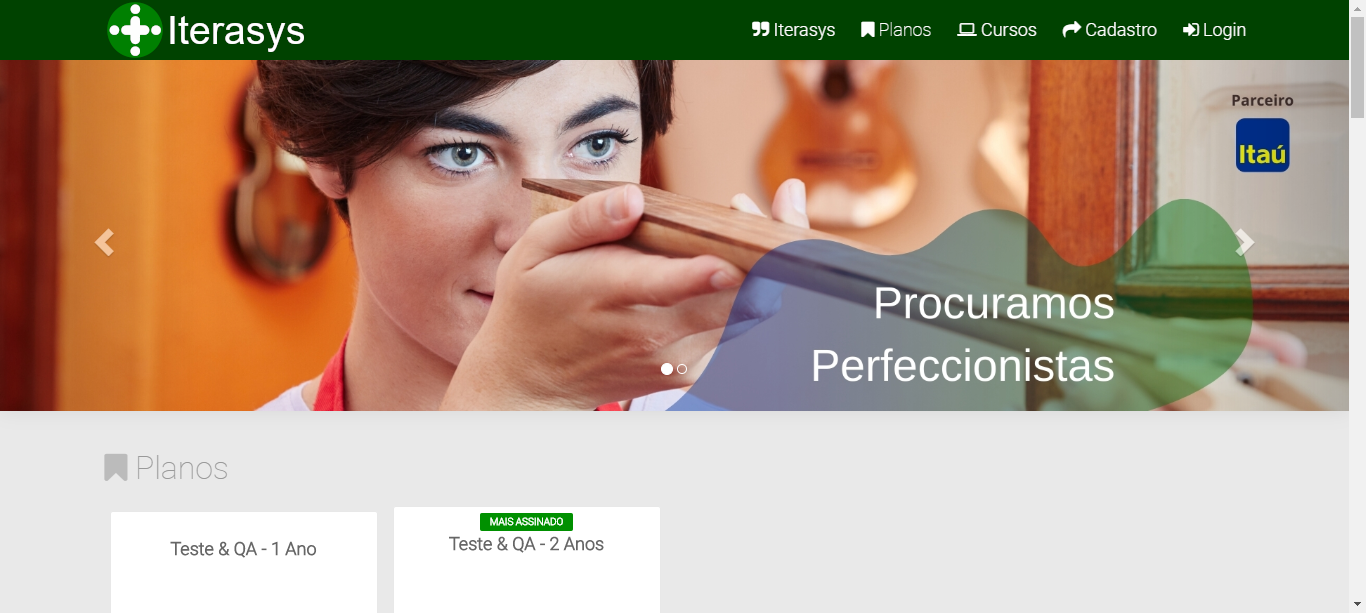 Iterasys
Iterasys Planos Cursos Cadastro Login
Parceiro
Itaú
Procuramos
Perfeccionistas
Planos
Teste & QA - 1 Ano
MAIS ASSINADO
Teste & QA - 2 Anos